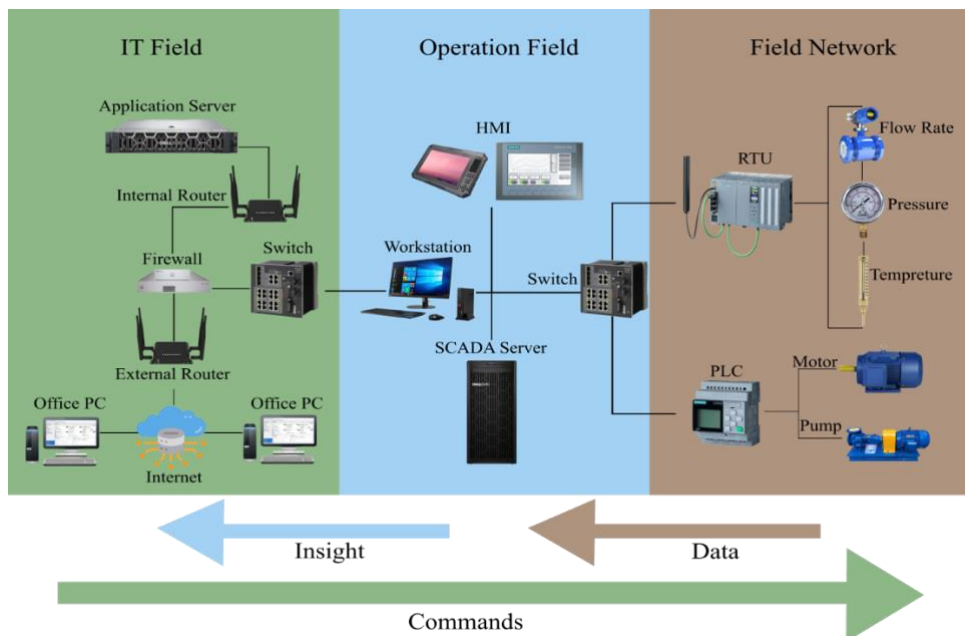 IT Field
Operation Field
Field Network
Application Server
Internal Router
Firewall
Switch
External Router
Office PC
Office PC
Internet
HMI
Workstation
Switch
SCADA Server
RTU
Flow Rate
Pressure
Tempreture
PLC
Motor
Pump
Insight
Data
Commands